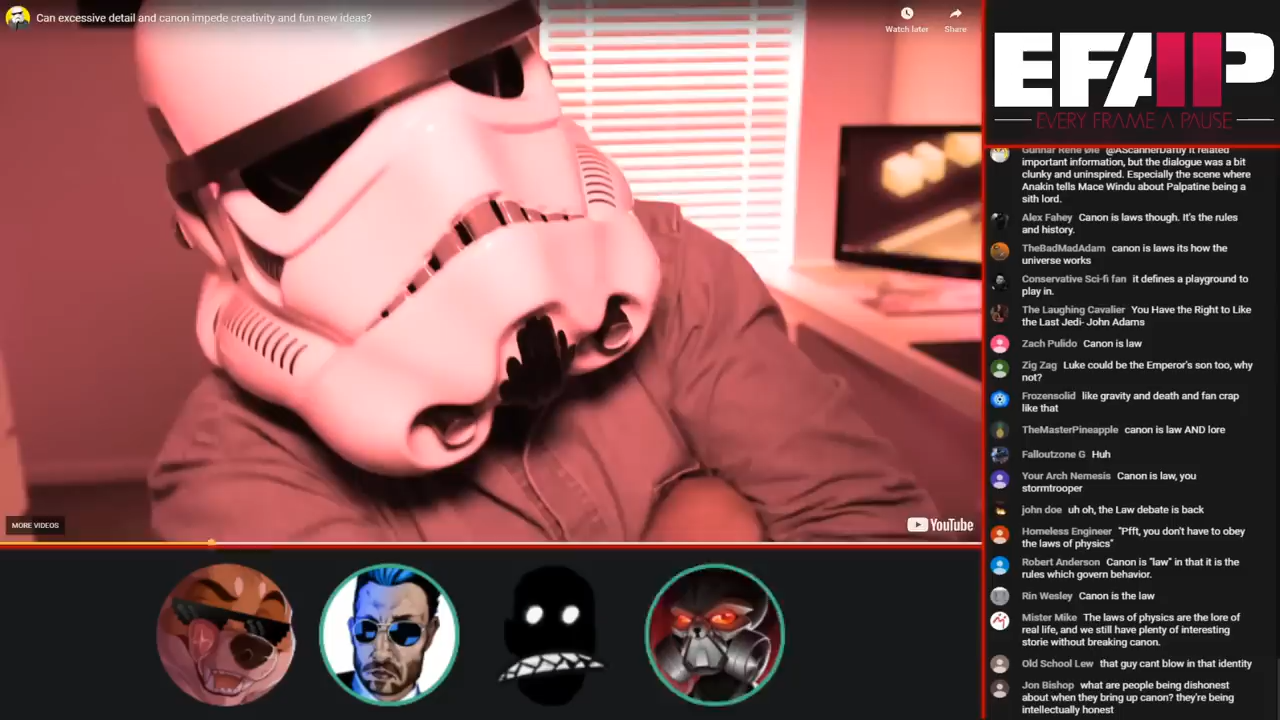 Can excessive detail and canon impede creativity and fun new ideas?
Watch later
Share
MORE VIDEOS
YouTube
EFAP
EVERY FRAME A PAUSE
Gunnar Rene Øie @AScannerDarkly It related
important information, but the dialogue was a bit
clunky and uninspired. Especially the scene where
Anakin tells Mace Windu about Palpatine being a
sith lord.
Alex Fahey Canon is laws though. It's the rules
and history.
TheBadMadAdam canon is laws its how the
universe works
Conservative Sci-fi fan it defines a playground to
play in.
The Laughing Cavalier You Have the Right to Like
the Last Jedi- John Adams
Zach Pulido Canon is law
Zig Zag Luke could be the Emperor's son too, why
not?
Frozensolid like gravity and death and fan crap
like that
TheMasterPineapple canon is law AND lore
Falloutzone G Huh
Your Arch Nemesis Canon is law, you
stormtrooper
john doe uh oh, the Law debate is back
Homeless Engineer "Pfft, you don't have to obey
the laws of physics"
Robert Anderson Canon is "law" in that it is the
rules which govern behavior.
Rin Wesley Canon is the law
Mister Mike The laws of physics are the lore of
real life, and we still have plenty of interesting
storie without breaking canon.
Old School Lew that guy cant blow in that identity
Jon Bishop what are people being dishonest
about when they bring up canon? they're being
intellectually honest